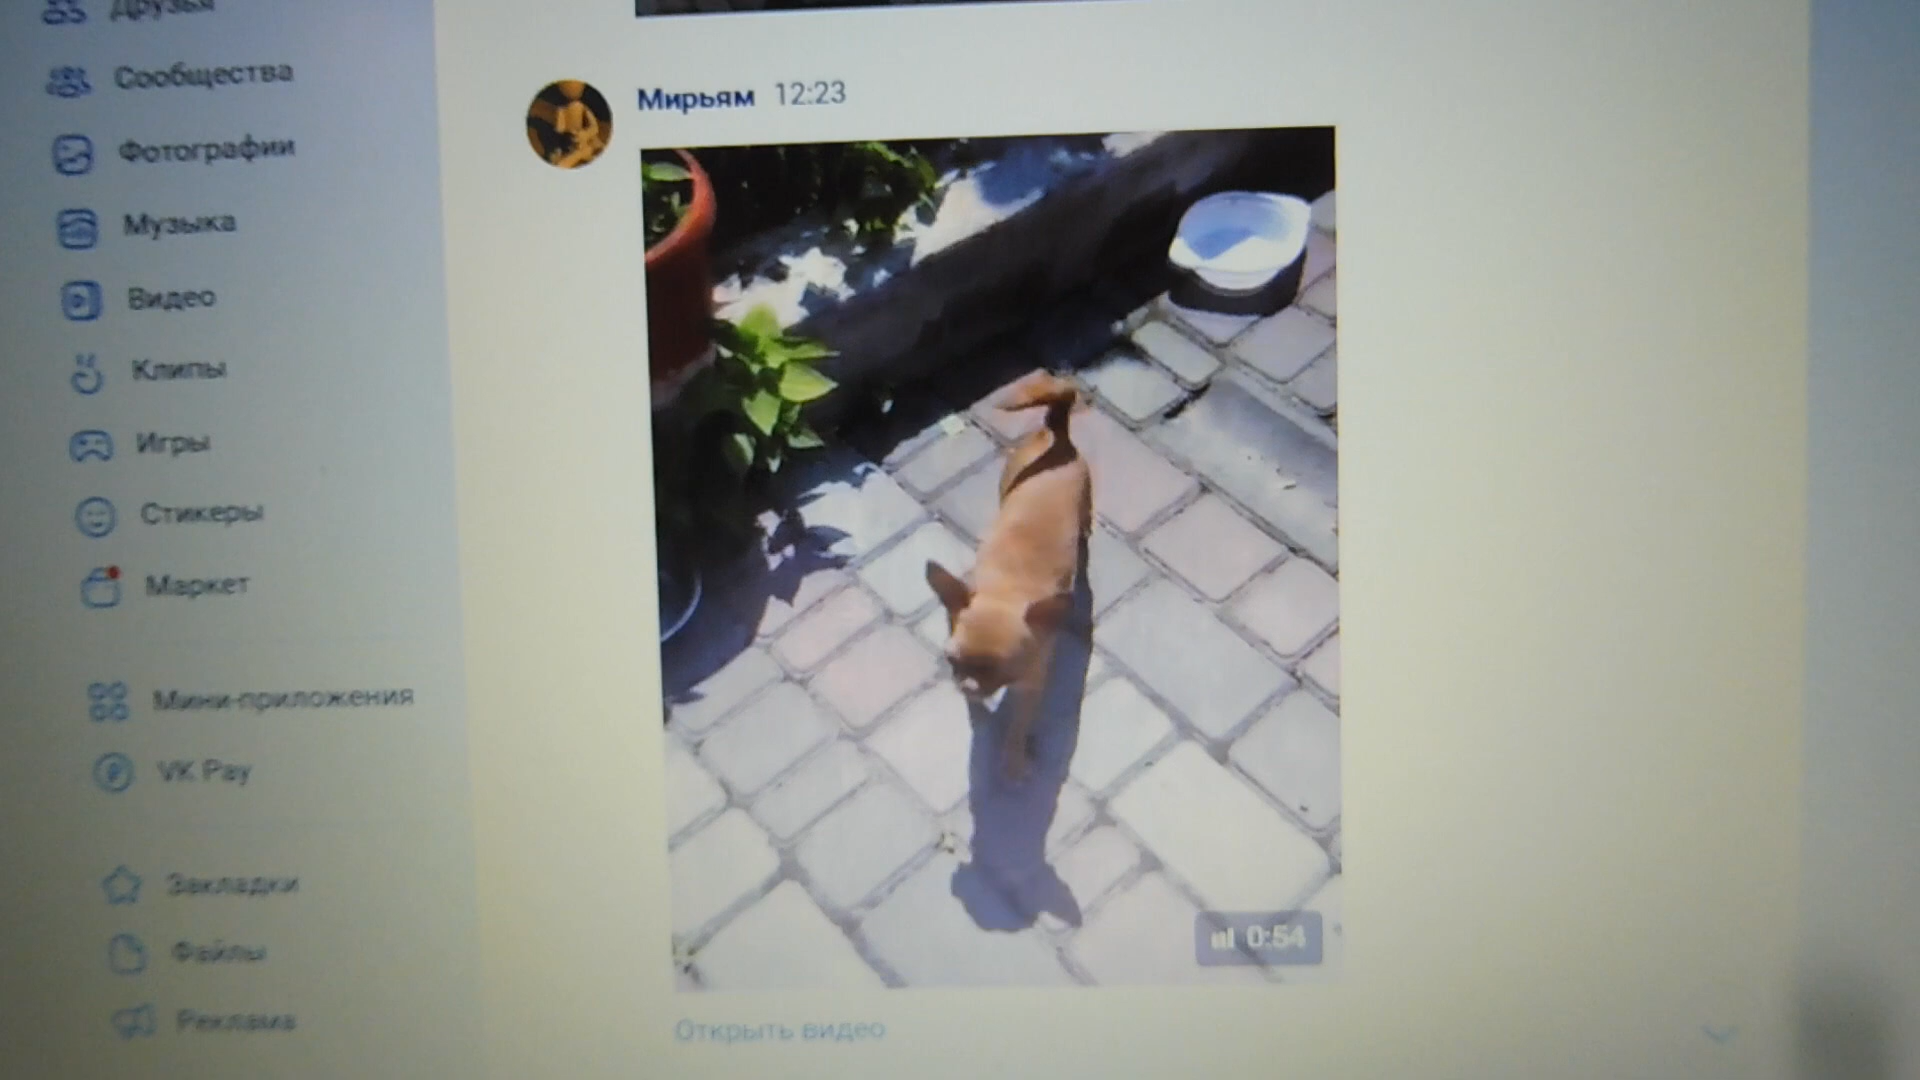 Друзья
Сообщества
Фотографии
Музыка
Видео
Клипы
Игры
Стикеры
Маркет
Мини-приложения
VK Pay
Закладки
Файлы
Реклама
Мирьям 12:23
0:54
Открыть видео